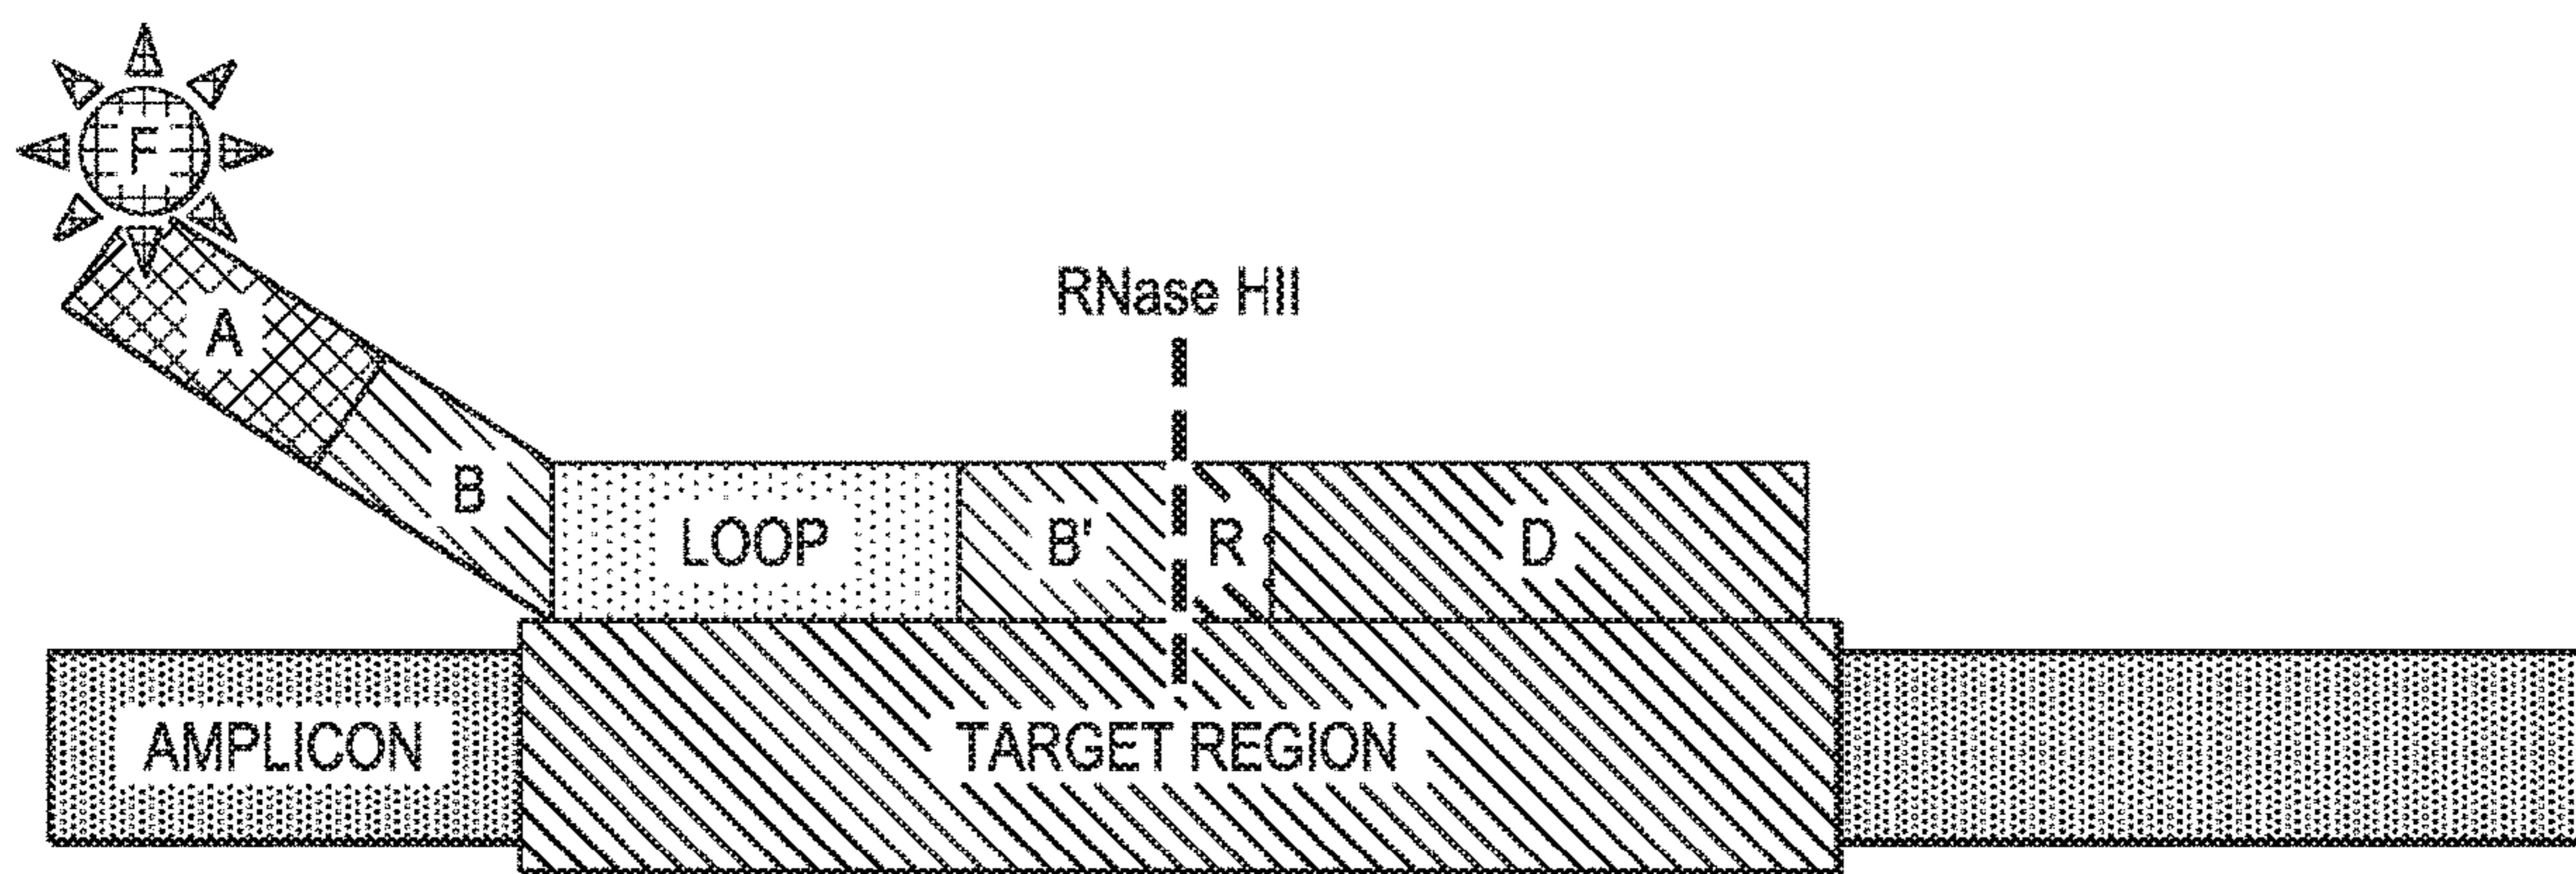 F
A
RNase HII
B
LOOP
B'
R
D
AMPLICON
TARGET REGION